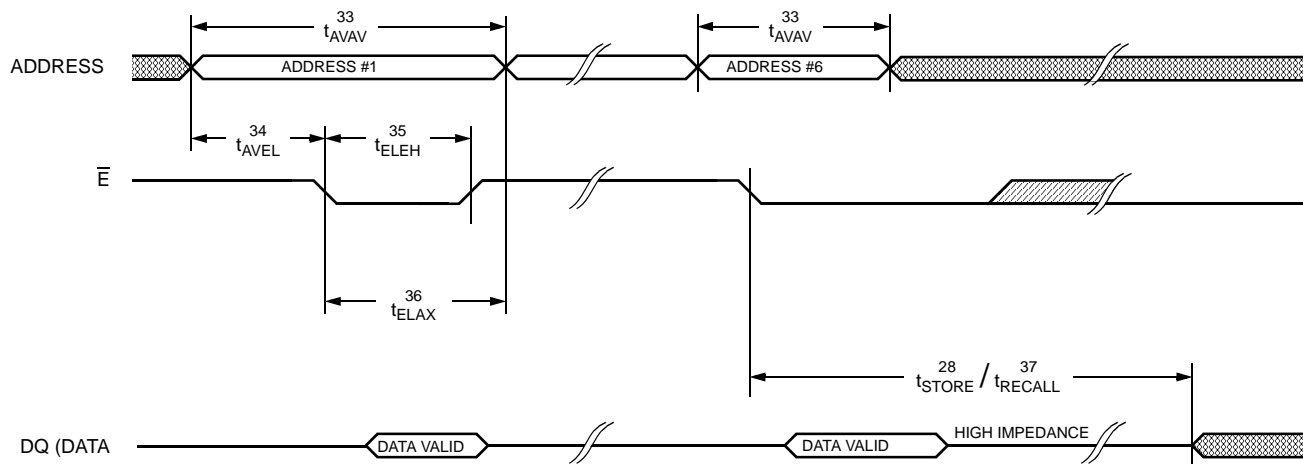 33
tAVAV
33
tAVAV
ADDRESS
ADDRESS #1
ADDRESS #6
34
tAVEL
35
tELEH
E
36
tELAX
28 37
tSTORE / tRECALL
DQ (DATA
DATA VALID
DATA VALID
HIGH IMPEDANCE